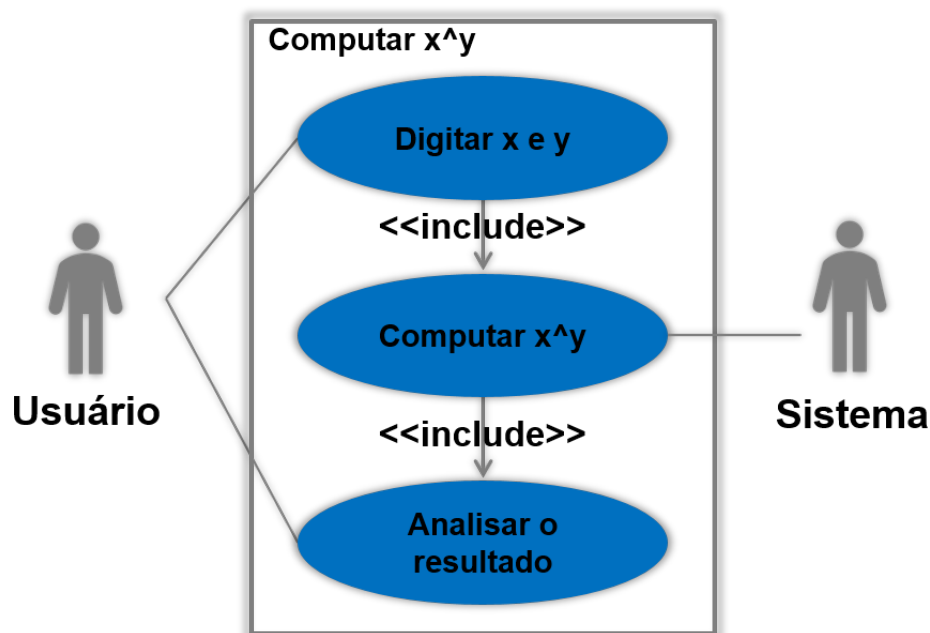 Computar x^y
Digitar x e y
<<include>>
Computar x^y
<<include>>
Analisar o
resultado
Usuário
Sistema